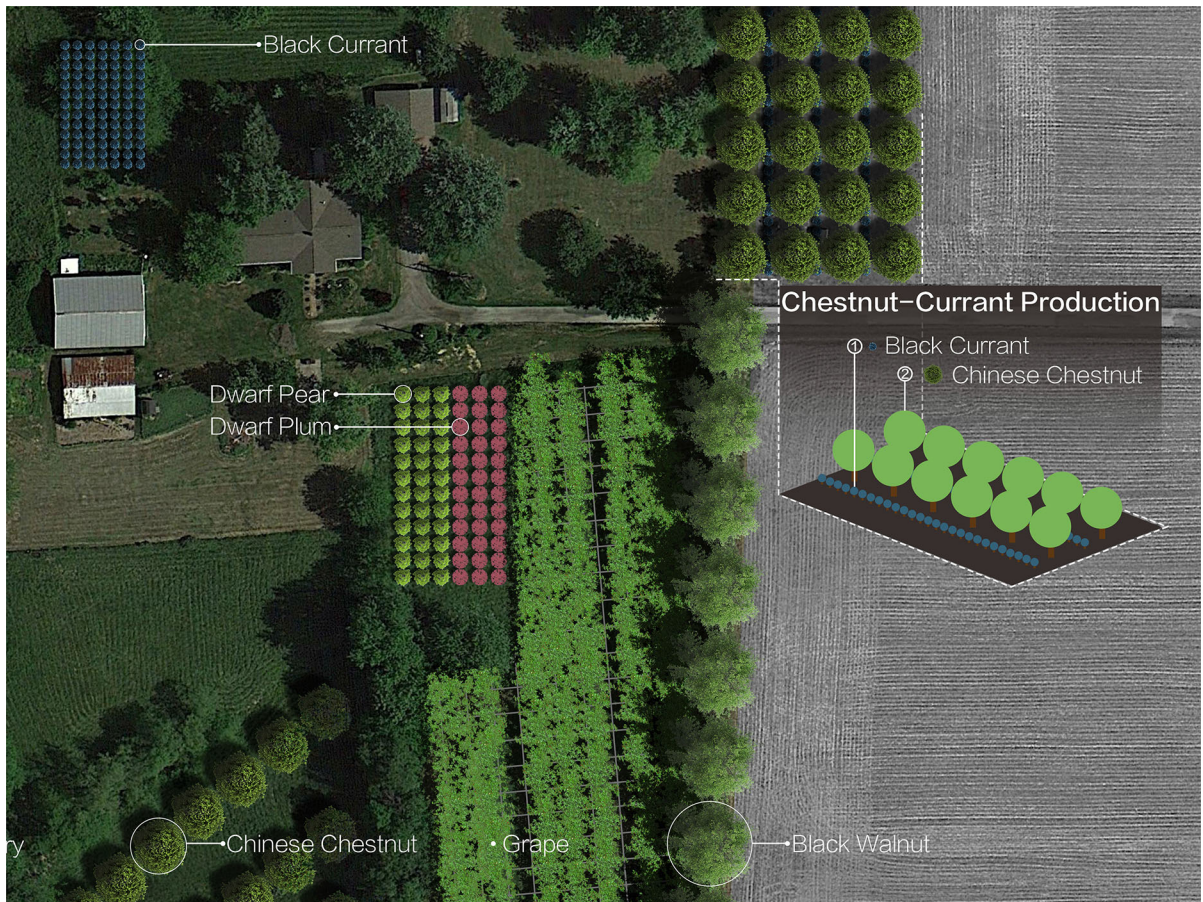 Black Currant
Chestnut-Currant Production
1 Black Currant
2 Chinese Chestnut
Dwarf Pear
Dwarf Plum
ry
Chinese Chestnut
Grape
Black Walnut